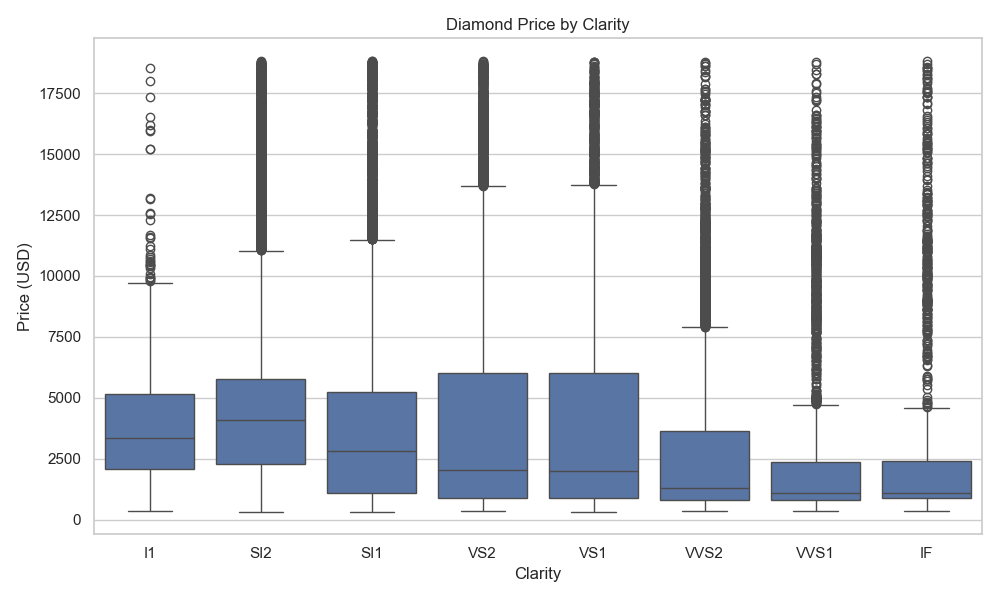 Diamond Price by Clarity
Price (USD)
17500
15000
12500
10000
7500
5000
2500
0
I1 SI2 SI1 VS2 VS1 VVS2 VVS1 IF
Clarity